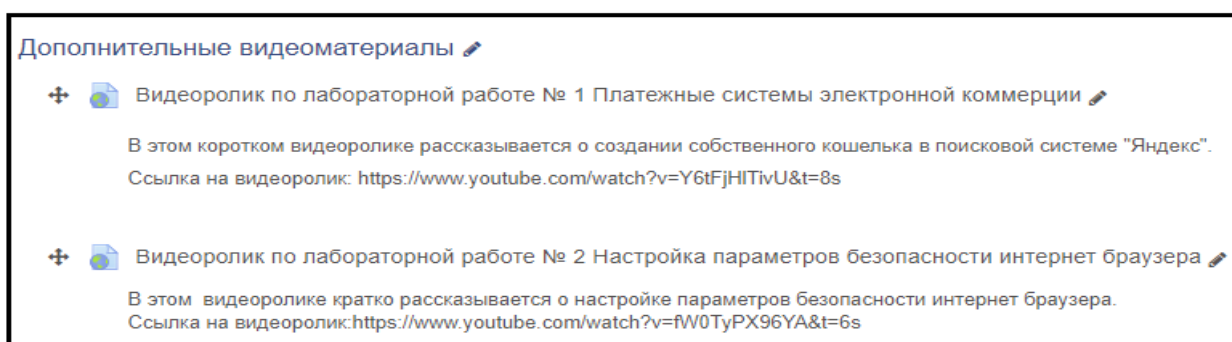 Дополнительные видеоматериалы
Видеоролик по лабораторной работе № 1 Платежные системы электронной коммерции
В этом коротком видеоролике рассказывается о создании собственного кошелька в поисковой системе "Яндекс".
Ссылка на видеоролик: https://www.youtube.com/watch?v=Y6tFjHlTivU&t=8s
Видеоролик по лабораторной работе № 2 Настройка параметров безопасности интернет браузера
В этом видеоролике кратко рассказывается о настройке параметров безопасности интернет браузера.
Ссылка на видеоролик:https://www.youtube.com/watch?v=fW0TyPX96YA&t=6s